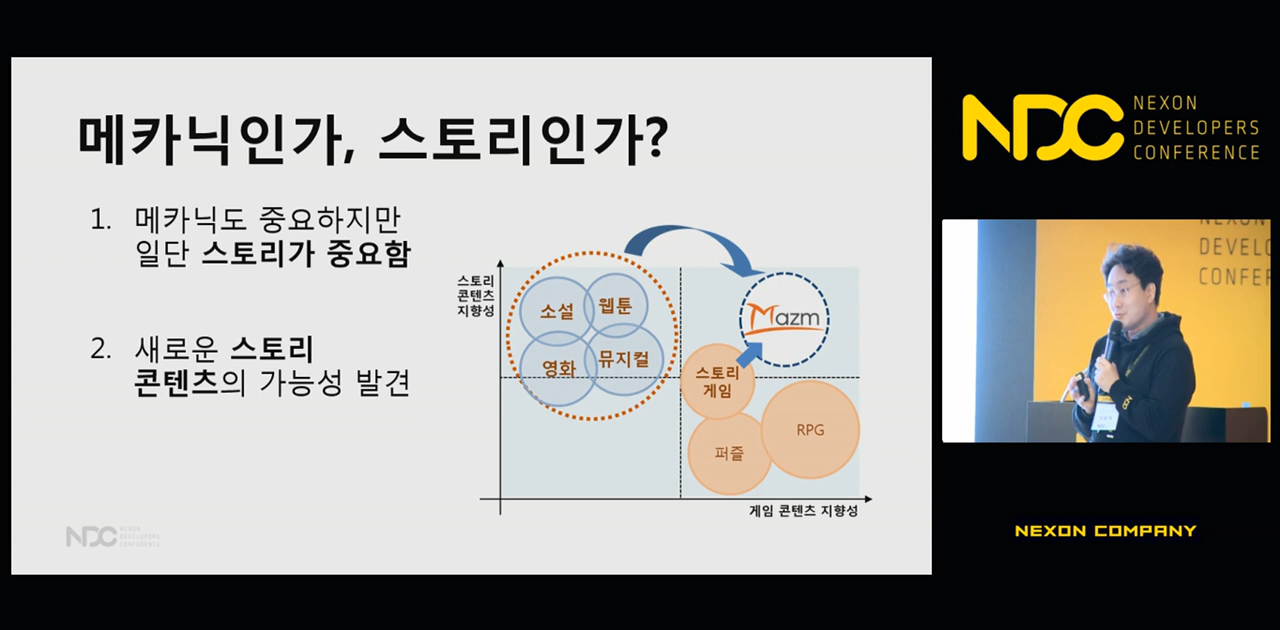 메카닉인가, 스토리인가?
1. 메카닉도 중요하지만
일단 스토리가 중요함
2. 새로운 스토리
콘텐츠의 가능성 발견
스토리
콘텐츠
지향성
소설
웹툰
영화
뮤지컬
Mazm
스토리
게임
RPG
퍼즐
게임 콘텐츠 지향성
NDC
NEXON
DEVELOPERS
CONFERENCE
NDC
NEXON
DEVELOPERS
CONFERENCE
NEXON COMPANY